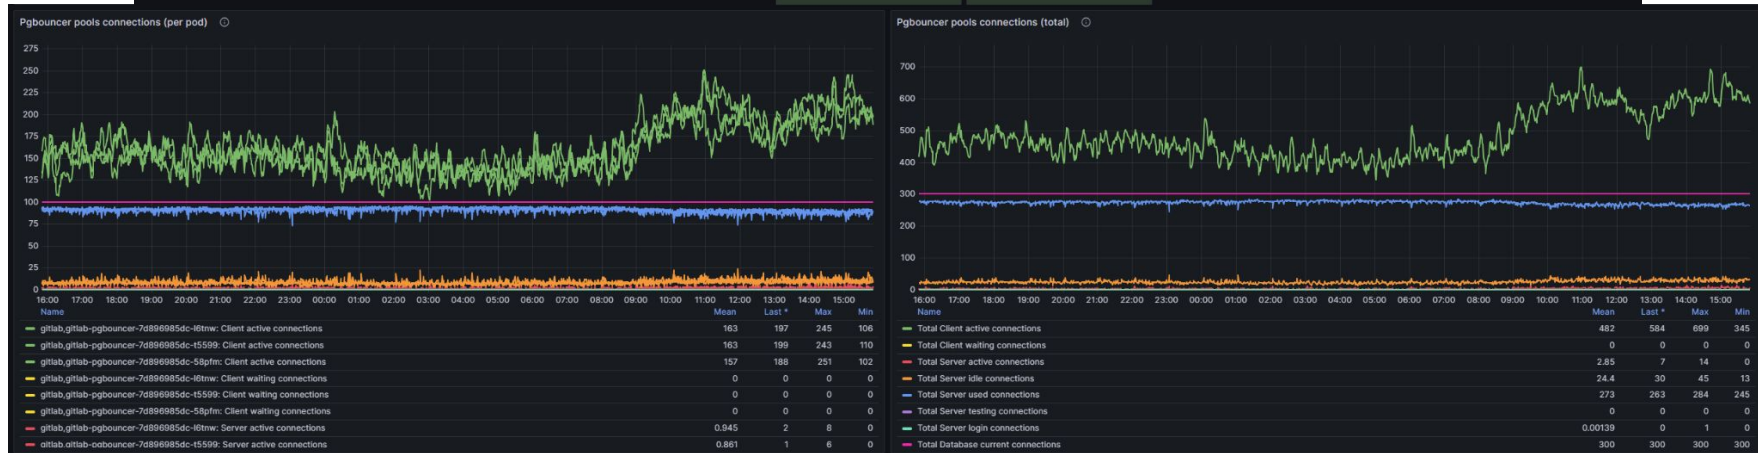 Pgbouncer pools connections (per pod)
275
250
225
200
175
150
125
100
75
50
25
0
16:00 17:00 18:00 19:00 20:00 21:00 22:00 23:00 00:00 01:00 02:00 03:00 04:00 05:00 06:00 07:00 08:00 09:00 10:00 11:00 12:00 13:00 14:00 15:00
Name Mean Last * Max Min
gitlab,gitlab-pgbouncer-7d896985dc-l6tnw: Client active connections 163 197 245 106
gitlab,gitlab-pgbouncer-7d896985dc-t5599: Client active connections 163 199 243 110
gitlab,gitlab-pgbouncer-7d896985dc-58pfm: Client active connections 157 188 251 102
gitlab,gitlab-pgbouncer-7d896985dc-l6tnw: Client waiting connections 0 0 0 0
gitlab,gitlab-pgbouncer-7d896985dc-t5599: Client waiting connections 0 0 0 0
gitlab,gitlab-pgbouncer-7d896985dc-58pfm: Client waiting connections 0 0 0 0
gitlab,gitlab-pgbouncer-7d896985dc-l6tnw: Server active connections 0.945 2 8 0
gitlab,gitlab-pgbouncer-7d896985dc-t5599: Server active connections 0.861 1 6 0
Pgbouncer pools connections (total)
700
600
500
400
300
200
100
0
16:00 17:00 18:00 19:00 20:00 21:00 22:00 23:00 00:00 01:00 02:00 03:00 04:00 05:00 06:00 07:00 08:00 09:00 10:00 11:00 12:00 13:00 14:00 15:00
Name Mean Last * Max Min
Total Client active connections 482 584 699 345
Total Client waiting connections 0 0 0 0
Total Server active connections 2.85 7 14 0
Total Server idle connections 24.4 30 45 13
Total Server used connections 273 263 284 245
Total Server testing connections 0 0 0 0
Total Server login connections 0.00139 0 1 0
Total Database current connections 300 300 300 300